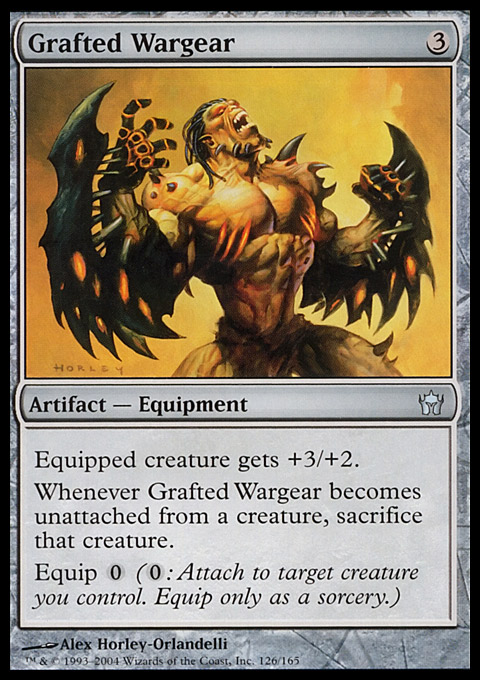 Grafted Wargear 3
HORLEY
Artifact — Equipment
Equipped creature gets +3/+2.
Whenever Grafted Wargear becomes
unattached from a creature, sacrifice
that creature.
Equip 0 (0: Attach to target creature
you control. Equip only as a sorcery.)
Alex Horley-Orlandelli
™ & © 1993–2004 Wizards of the Coast, Inc. 126/165